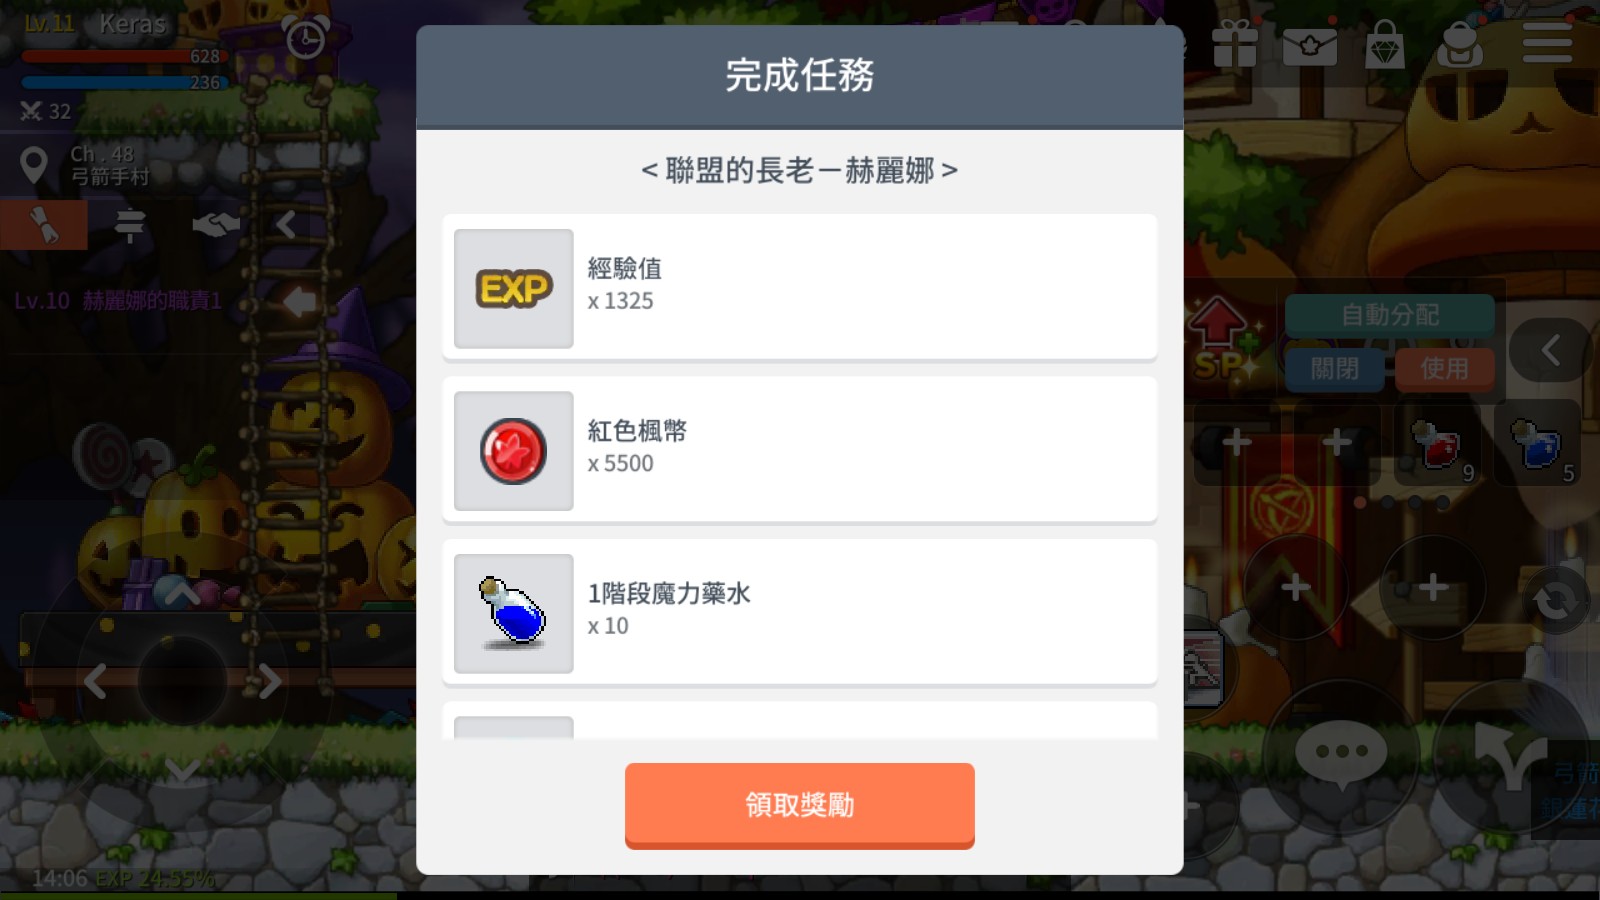 Lv.11 Keras
628
236
32
Ch . 48
弓箭手村
Lv.10 赫麗娜的職責1
完成任務
< 聯盟的長老－赫麗娜 >
EXP
經驗值
x 1325
紅色楓幣
x 5500
1階段魔力藥水
x 10
領取獎勵
SP
自動分配
關閉
使用
9
5
14:06 EXP 24.55%